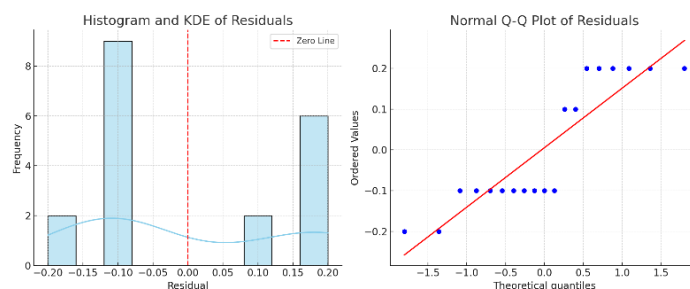 Histogram and KDE of Residuals
Zero Line
8
6
4
2
0
Frequency
−0.20 −0.15 −0.10 −0.05 0.00 0.05 0.10 0.15 0.20
Residual
Normal Q-Q Plot of Residuals
0.2
0.1
0.0
−0.1
−0.2
Ordered Values
−1.5 −1.0 −0.5 0.0 0.5 1.0 1.5
Theoretical quantiles